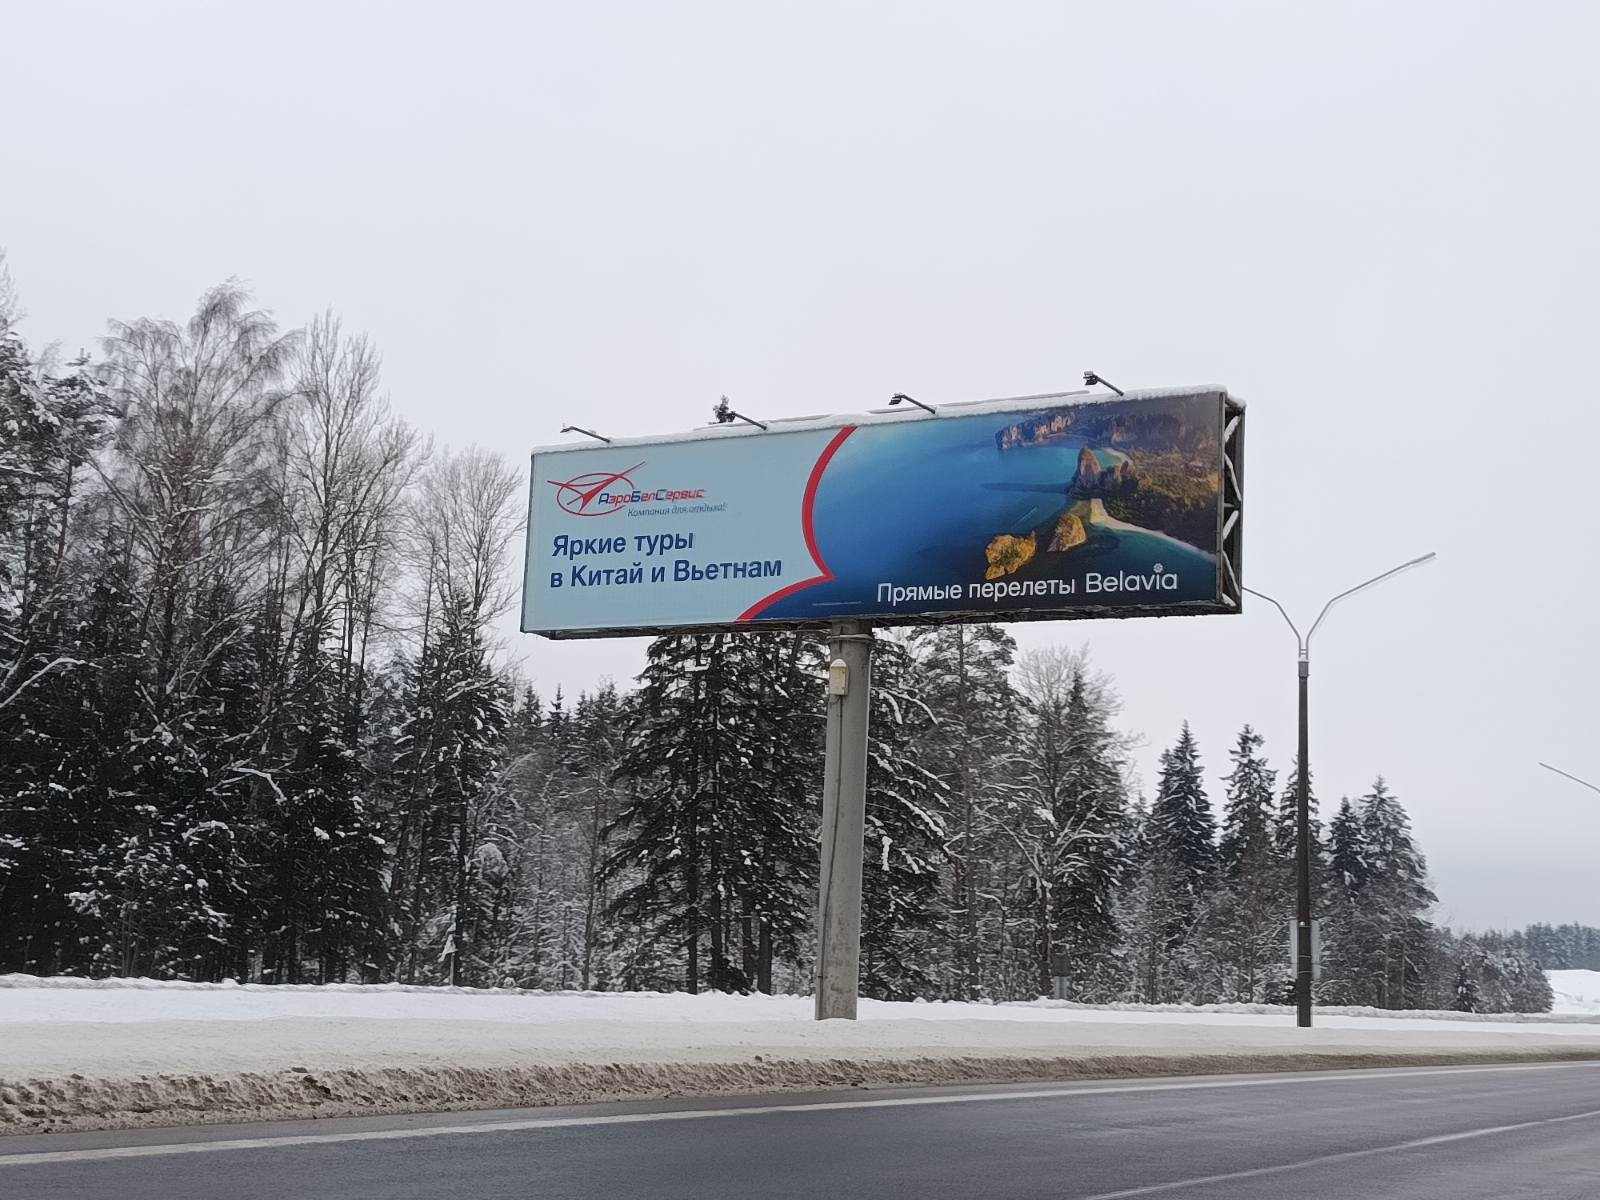 АэроБелСервис
Компания для отдыха!
Яркие туры
в Китай и Вьетнам
Прямые перелеты Belavia